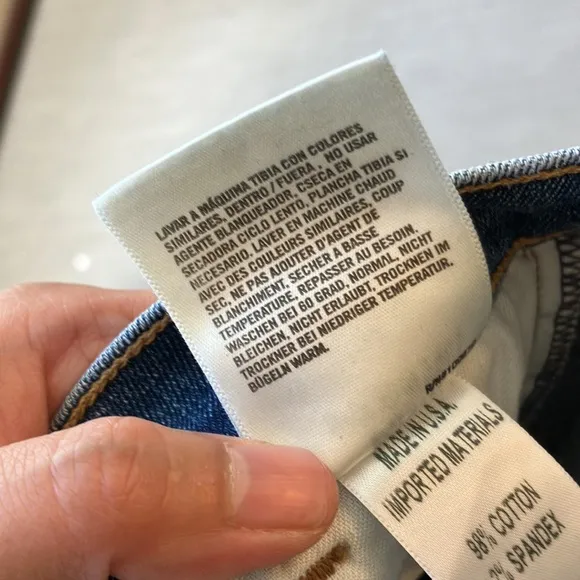 LAVAR A MÁQUINA TIBIA CON COLORES
SIMILARES, DENTRO / FUERA, NO USAR
AGENTE BLANQUEADOR, CSECA EN
SECADORA CICLO LENTO, PLANCHA TIBIA SI
NECESARIO. LAVER EN MACHINE CHAUD
AVEC DES COULEURS SIMILAIRES, COUP
SEC, NE PAS AJOUTER D'AGENT DE
BLANCHIMENT, SECHER A BASSE
TEMPERATURE, REPASSER AU BESOIN.
WASCHEN BEI 60 GRAD, NORMAL, NICHT
BLEICHEN, NICHT ERLAUBT, TROCKNEN IM
TROCKNER BEI NIEDRIGER TEMPERATUR.
BÜGELN WARM.
MADE IN U.S.A.
IMPORTED MATERIALS
98% COTTON
% SPANDEX